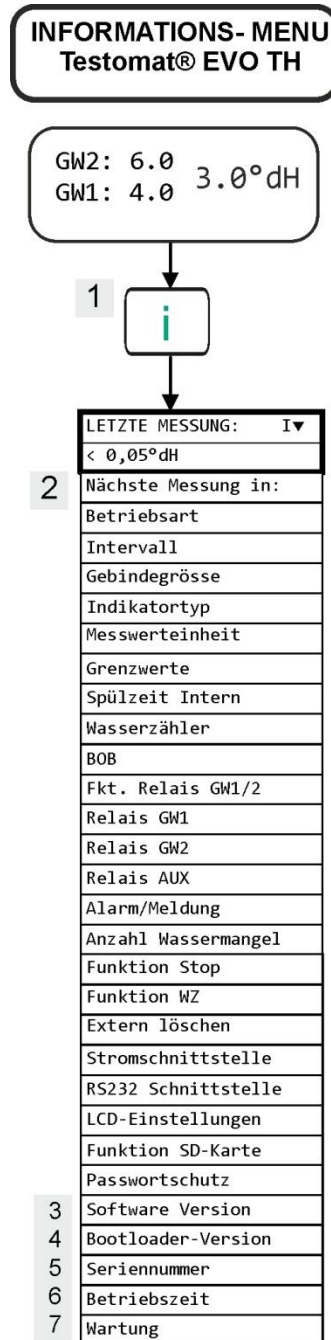 INFORMATIONS- MENU
Testomat® EVO TH
GW2: 6.0
GW1: 4.0
3.0°dH
1
i
LETZTE MESSUNG: I▼
< 0,05°dH
2 Nächste Messung in:
Betriebsart
Intervall
Gebindegrösse
Indikatortyp
Messwerteinheit
Grenzwerte
Spülzeit Intern
Wasserzähler
BOB
Fkt. Relais GW1/2
Relais GW1
Relais GW2
Relais AUX
Alarm/Meldung
Anzahl Wassermangel
Funktion Stop
Funktion WZ
Extern löschen
Stromschnittstelle
RS232 Schnittstelle
LCD-Einstellungen
Funktion SD-Karte
Passwortschutz
3 Software Version
4 Bootloader-Version
5 Seriennummer
6 Betriebszeit
7 Wartung